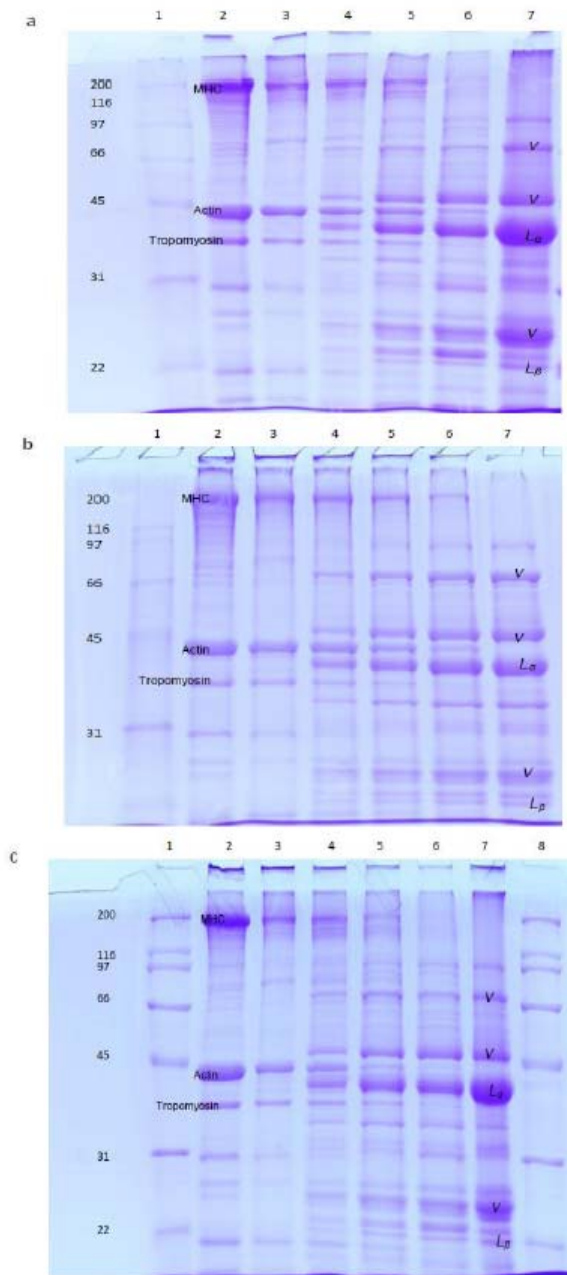 a
1 2 3 4 5 6 7
200 MHC
116
97
66 V
45 V
Actin
Lα
Tropomyosin
31
V
22 Lβ
b
1 2 3 4 5 6 7
200 MHC
116
97
66 V
45 V
Actin
Lα
Tropomyosin
31
V
Lβ
C
1 2 3 4 5 6 7 8
200 MHC
116
97
66 V
45 V
Actin
Lα
Tropomyosin
31
V
22 Lβ